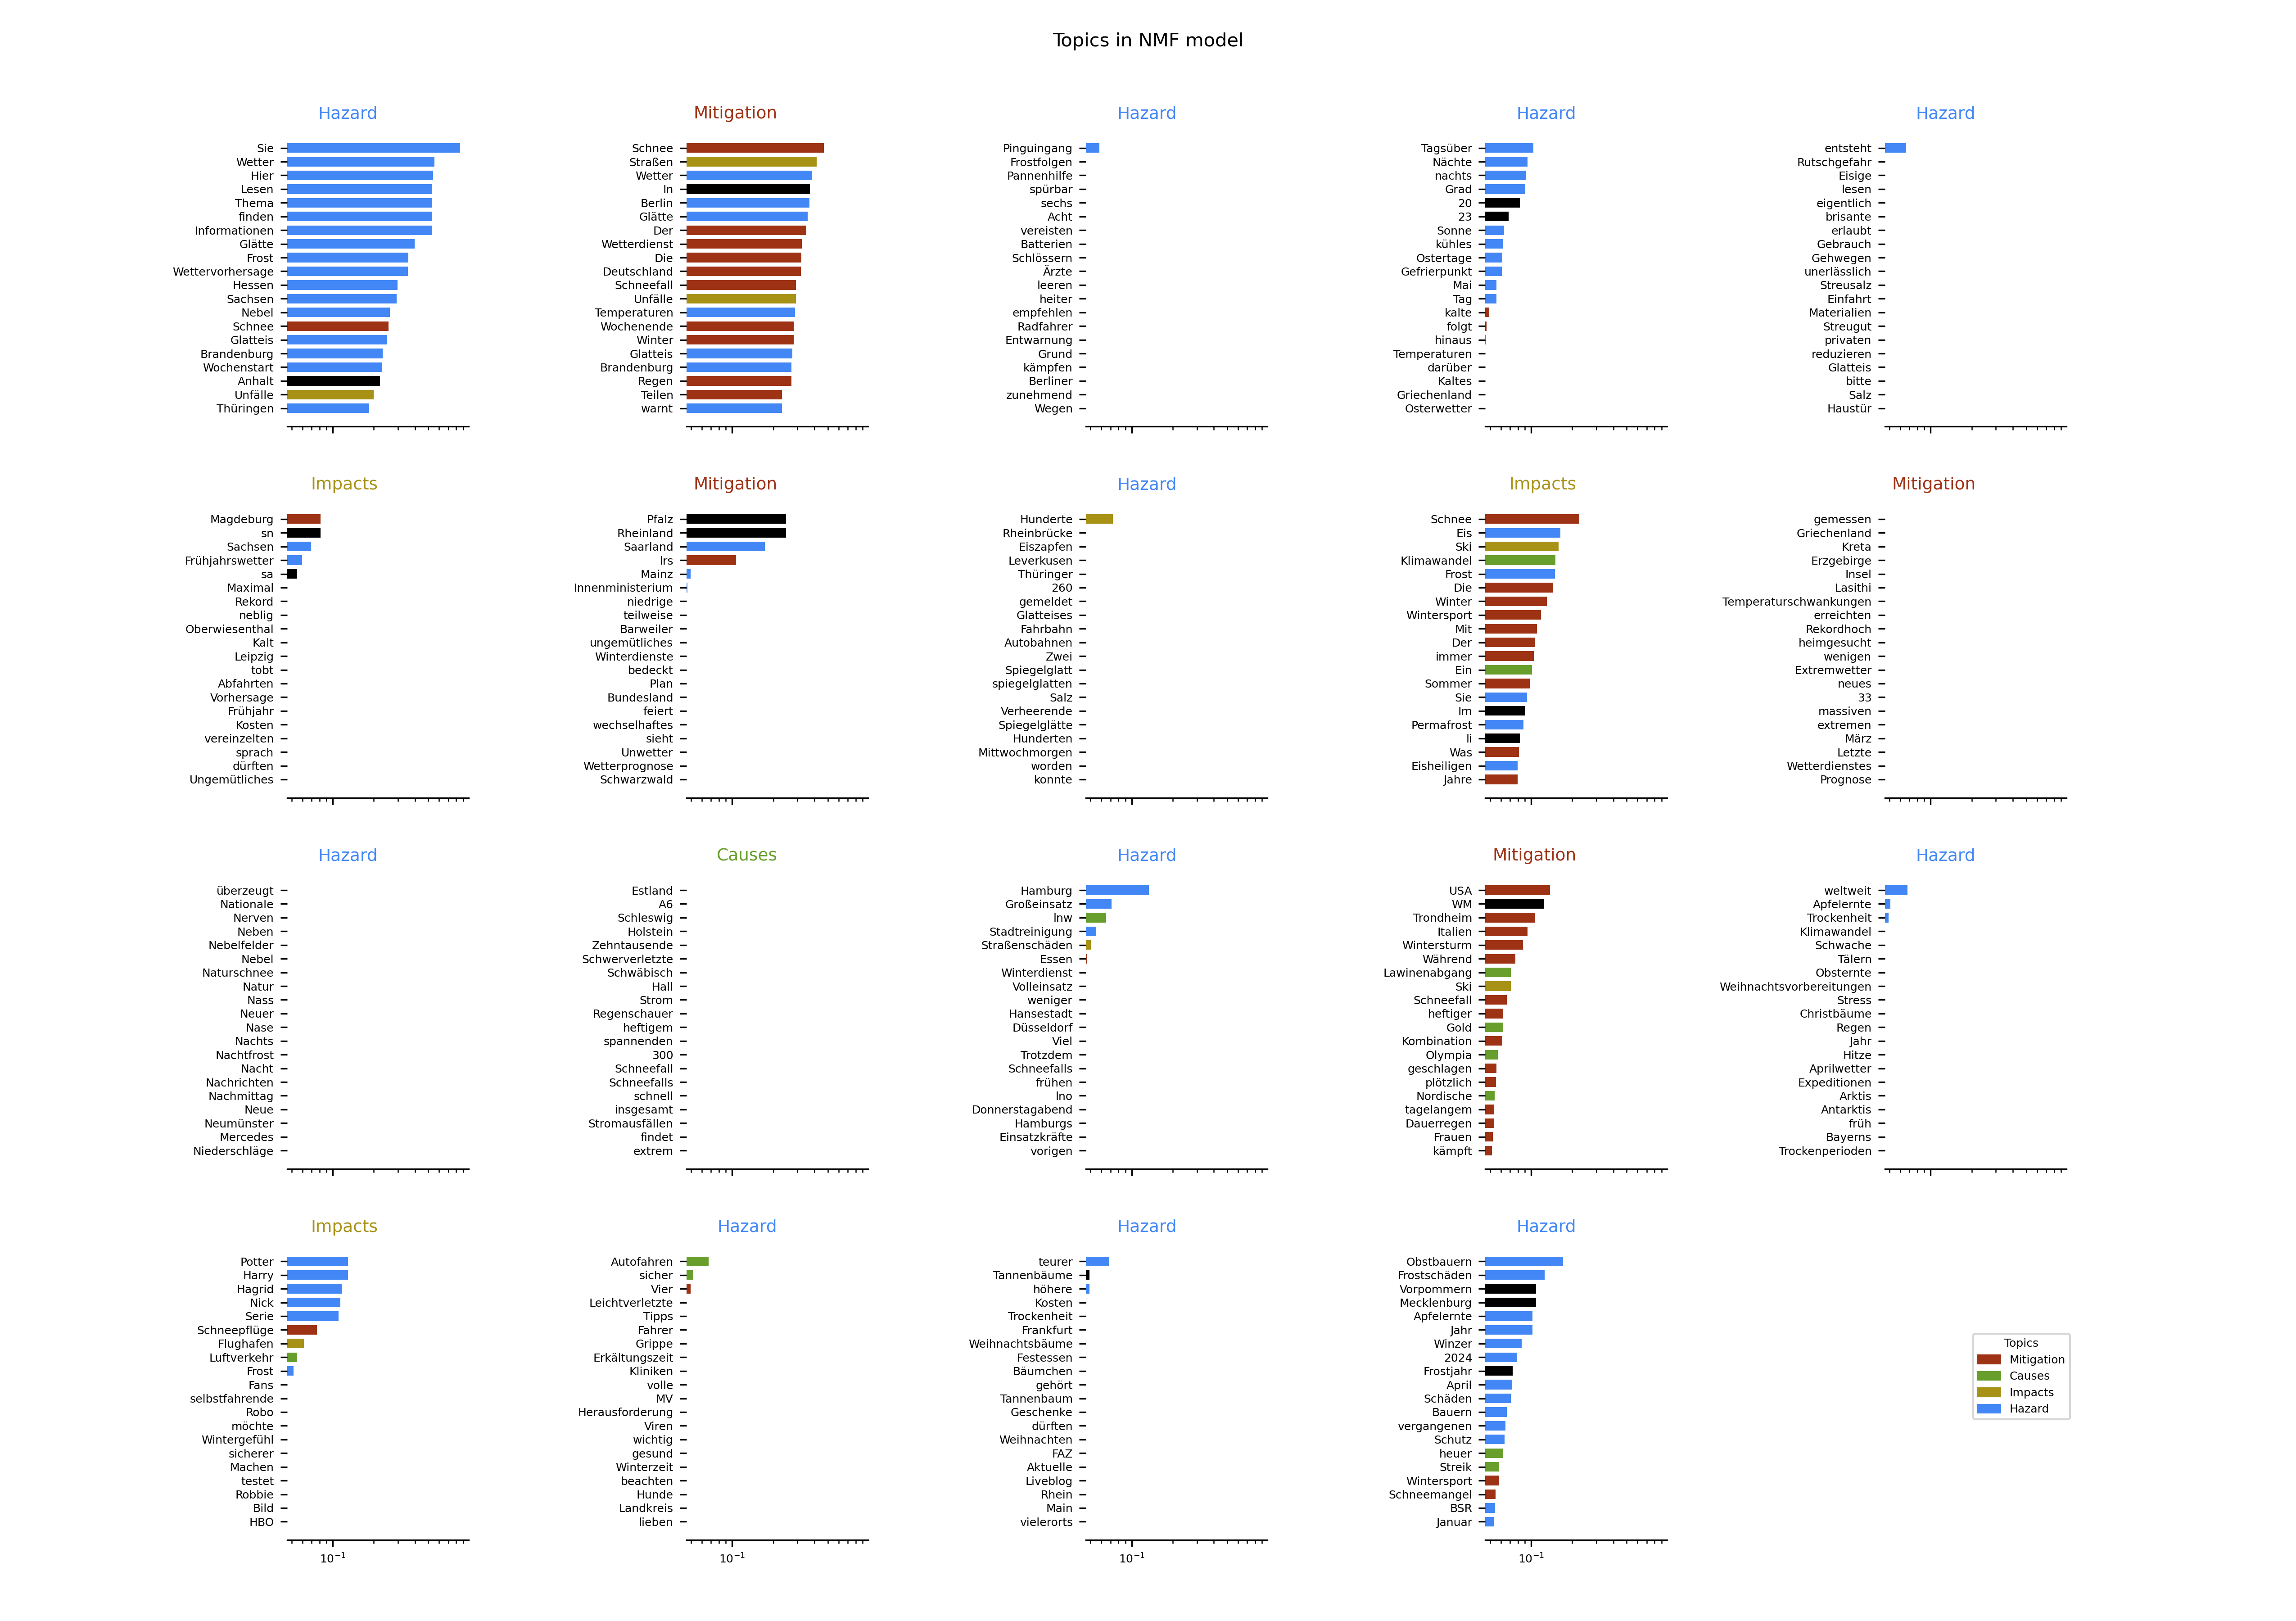 Topics in NMF model
Hazard
Sie
Wetter
Hier
Lesen
Thema
finden
Informationen
Glätte
Frost
Wettervorhersage
Hessen
Sachsen
Nebel
Schnee
Glatteis
Brandenburg
Wochenstart
Anhalt
Unfälle
Thüringen
Mitigation
Schnee
Straßen
Wetter
In
Berlin
Glätte
Der
Wetterdienst
Die
Deutschland
Schneefall
Unfälle
Temperaturen
Wochenende
Winter
Glatteis
Brandenburg
Regen
Teilen
warnt
Hazard
Pinguingang
Frostfolgen
Pannenhilfe
spürbar
sechs
Acht
vereisten
Batterien
Schlössern
Ärzte
leeren
heiter
empfehlen
Radfahrer
Entwarnung
Grund
kämpfen
Berliner
zunehmend
Wegen
Hazard
Tagsüber
Nächte
nachts
Grad
20
23
Sonne
kühles
Ostertage
Gefrierpunkt
Mai
Tag
kalte
folgt
hinaus
Temperaturen
darüber
Kaltes
Griechenland
Osterwetter
Hazard
entsteht
Rutschgefahr
Eisige
lesen
eigentlich
brisante
erlaubt
Gebrauch
Gehwegen
unerlässlich
Streusalz
Einfahrt
Materialien
Streugut
privaten
reduzieren
Glatteis
bitte
Salz
Haustür
Impacts
Magdeburg
sn
Sachsen
Frühjahrswetter
sa
Maximal
Rekord
neblig
Oberwiesenthal
Kalt
Leipzig
tobt
Abfahrten
Vorhersage
Frühjahr
Kosten
vereinzelten
sprach
dürften
Ungemütliches
Mitigation
Pfalz
Rheinland
Saarland
lrs
Mainz
Innenministerium
niedrige
teilweise
Barweiler
ungemütliches
Winterdienste
bedeckt
Plan
Bundesland
feiert
wechselhaftes
sieht
Unwetter
Wetterprognose
Schwarzwald
Hazard
Hunderte
Rheinbrücke
Eiszapfen
Leverkusen
Thüringer
260
gemeldet
Glatteises
Fahrbahn
Autobahnen
Zwei
Spiegelglatt
spiegelglatten
Salz
Verheerende
Spiegelglätte
Hunderten
Mittwochmorgen
worden
konnte
Impacts
Schnee
Eis
Ski
Klimawandel
Frost
Die
Winter
Wintersport
Mit
Der
immer
Ein
Sommer
Sie
Im
Permafrost
li
Was
Eisheiligen
Jahre
Mitigation
gemessen
Griechenland
Kreta
Erzgebirge
Insel
Lasithi
Temperaturschwankungen
erreichten
Rekordhoch
heimgesucht
wenigen
Extremwetter
neues
33
massiven
extremen
März
Letzte
Wetterdienstes
Prognose
Hazard
überzeugt
Nationale
Nerven
Neben
Nebelfelder
Nebel
Naturschnee
Natur
Nass
Neuer
Nase
Nachts
Nachtfrost
Nacht
Nachrichten
Nachmittag
Neue
Neumünster
Mercedes
Niederschläge
Causes
Estland
A6
Schleswig
Holstein
Zehntausende
Schwerverletzte
Schwäbisch
Hall
Strom
Regenschauer
heftigem
spannenden
300
Schneefall
Schneefalls
schnell
insgesamt
Stromausfällen
findet
extrem
Hazard
Hamburg
Großeinsatz
lnw
Stadtreinigung
Straßenschäden
Essen
Winterdienst
Volleinsatz
weniger
Hansestadt
Düsseldorf
Viel
Trotzdem
Schneefalls
frühen
lno
Donnerstagabend
Hamburgs
Einsatzkräfte
vorigen
Mitigation
USA
WM
Trondheim
Italien
Wintersturm
Während
Lawinenabgang
Ski
Schneefall
heftiger
Gold
Kombination
Olympia
geschlagen
plötzlich
Nordische
tagelangem
Dauerregen
Frauen
kämpft
Hazard
weltweit
Apfelernte
Trockenheit
Klimawandel
Schwache
Tälern
Obsternte
Weihnachtsvorbereitungen
Stress
Christbäume
Regen
Jahr
Hitze
Aprilwetter
Expeditionen
Arktis
Antarktis
früh
Bayerns
Trockenperioden
Impacts
Potter
Harry
Hagrid
Nick
Serie
Schneepflüge
Flughafen
Luftverkehr
Frost
Fans
selbstfahrende
Robo
möchte
Wintergefühl
sicherer
Machen
testet
Robbie
Bild
HBO
10⁻¹
Hazard
Autofahren
sicher
Vier
Leichtverletzte
Tipps
Fahrer
Grippe
Erkältungszeit
Kliniken
volle
MV
Herausforderung
Viren
wichtig
gesund
Winterzeit
beachten
Hunde
Landkreis
lieben
10⁻¹
Hazard
teurer
Tannenbäume
höhere
Kosten
Trockenheit
Frankfurt
Weihnachtsbäume
Festessen
Bäumchen
gehört
Tannenbaum
Geschenke
dürften
Weihnachten
FAZ
Aktuelle
Liveblog
Rhein
Main
vielerorts
10⁻¹
Hazard
Obstbauern
Frostschäden
Vorpommern
Mecklenburg
Apfelernte
Jahr
Winzer
2024
Frostjahr
April
Schäden
Bauern
vergangenen
Schutz
heuer
Streik
Wintersport
Schneemangel
BSR
Januar
10⁻¹
Topics
Mitigation
Causes
Impacts
Hazard